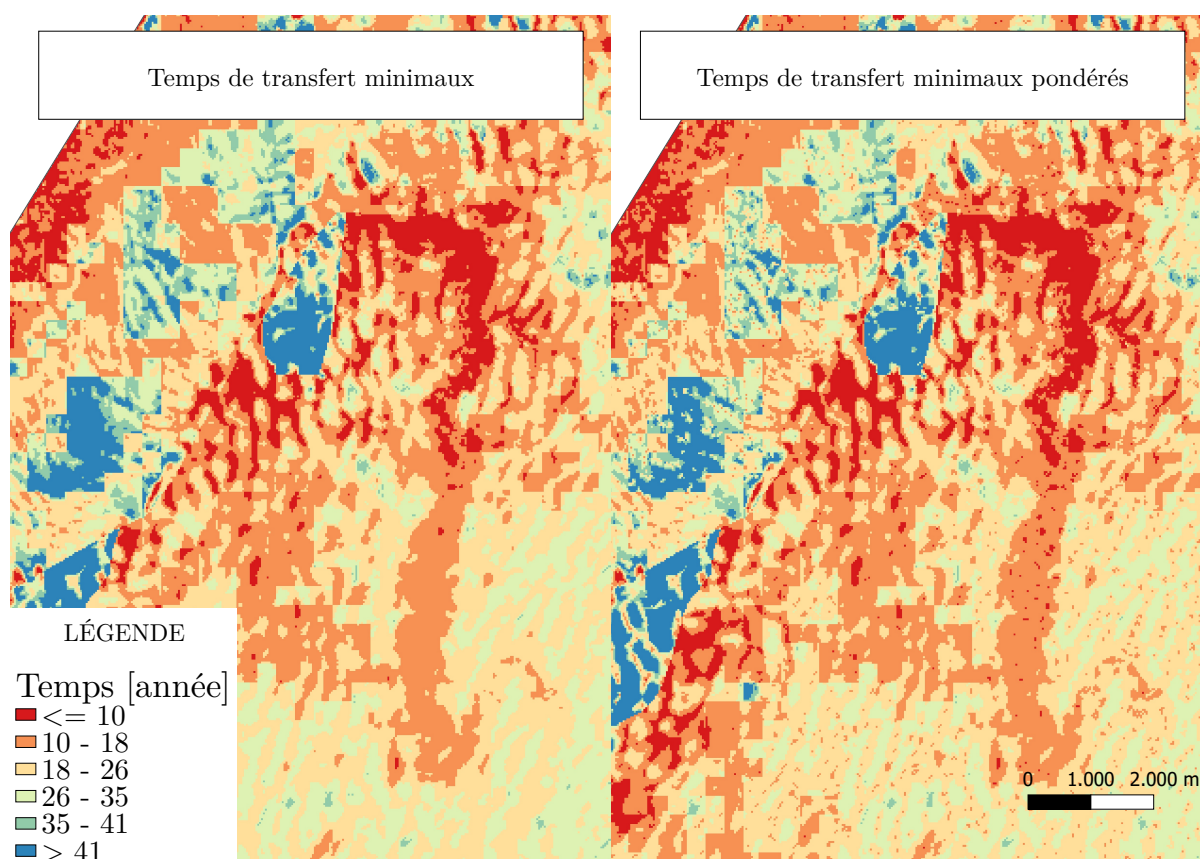 Temps de transfert minimaux
Temps de transfert minimaux pondérés
LÉGENDE
Temps [année]
<= 10
10 - 18
18 - 26
26 - 35
35 - 41
> 41
0 1.000 2.000 m